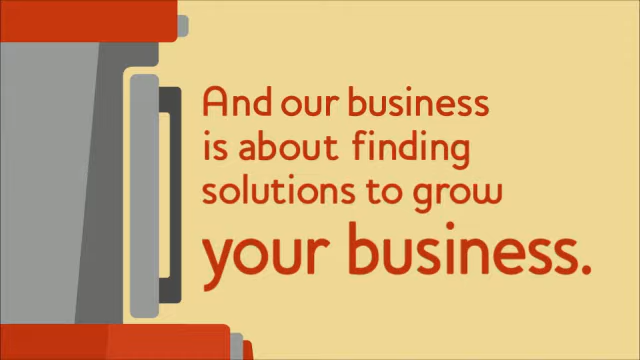 And our business
is about finding
solutions to grow
your business.